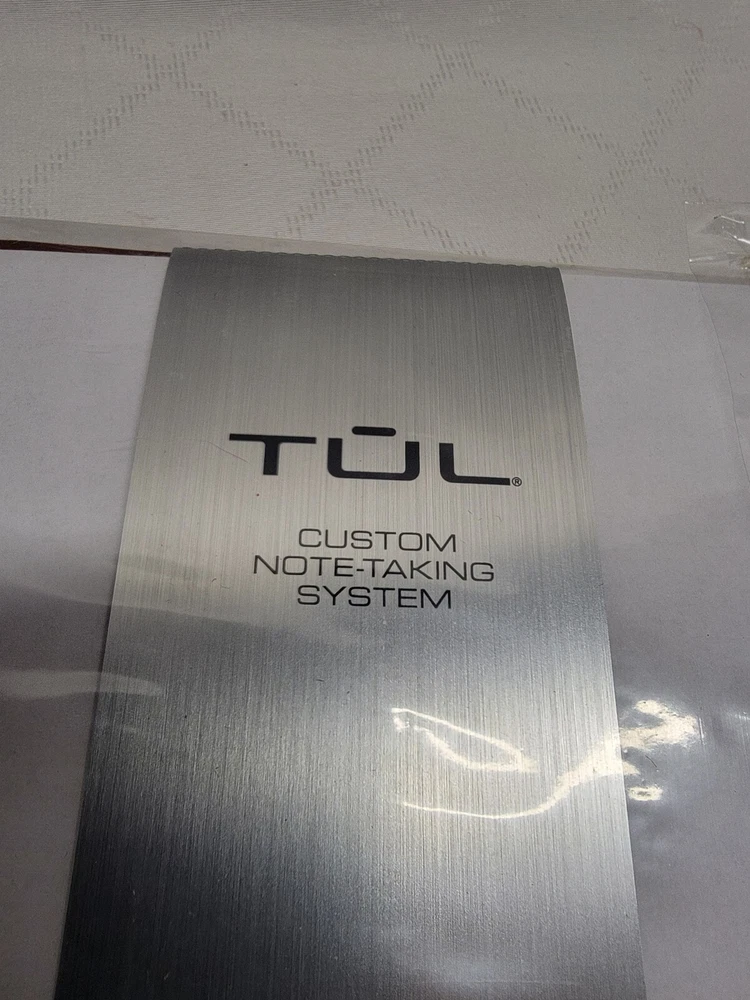 TŪL®
CUSTOM
NOTE-TAKING
SYSTEM